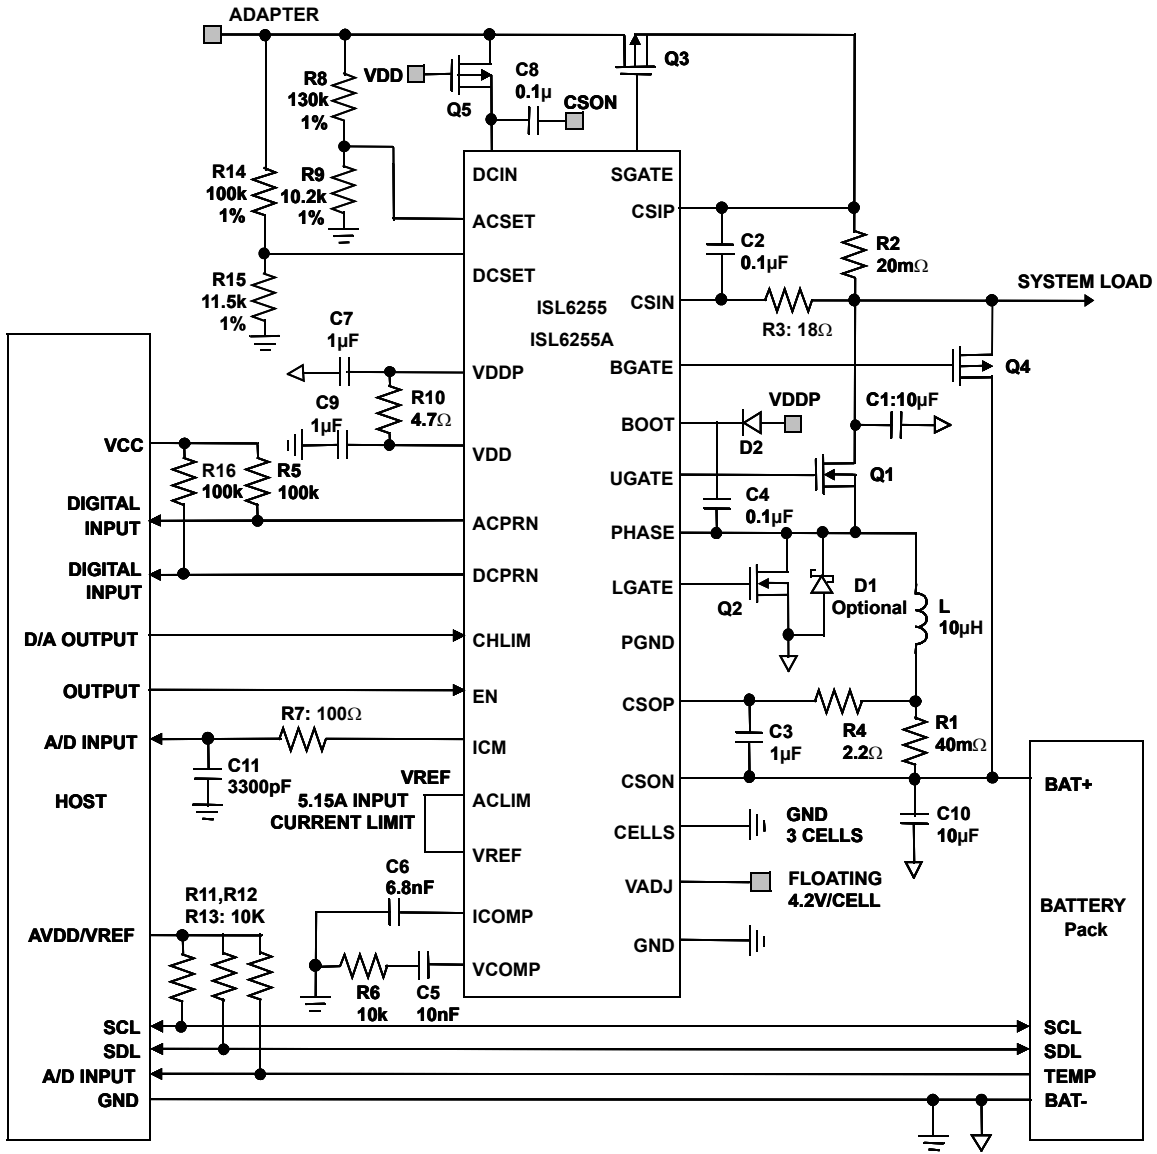 ADAPTER
R8
130k
1%
VDD
Q5
C8
0.1µ
CSON
Q3
R14
100k
1%
R9
10.2k
1%
R15
11.5k
1%
DCIN
ACSET
DCSET
SGATE
CSIP
CSIN
ISL6255
ISL6255A
C2
0.1µF
R2
20mΩ
R3: 18Ω
SYSTEM LOAD
C7
1µF
C9
1µF
R10
4.7Ω
VDDP
VDD
BGATE
Q4
BOOT
D2
VDDP
C1:10µF
UGATE
Q1
C4
0.1µF
PHASE
VCC
R16
100k
R5
100k
DIGITAL
INPUT
ACPRN
DIGITAL
INPUT
DCPRN
LGATE
Q2
D1
Optional
L
10µH
D/A OUTPUT
CHLIM
PGND
OUTPUT
EN
CSOP
R4
2.2Ω
R1
40mΩ
C3
1µF
A/D INPUT
R7: 100Ω
ICM
C11
3300pF
CSON
BAT+
HOST
VREF
5.15A INPUT
CURRENT LIMIT
ACLIM
VREF
CELLS
GND
3 CELLS
C10
10µF
C6
6.8nF
VADJ
FLOATING
4.2V/CELL
R11,R12
R13: 10K
ICOMP
GND
BATTERY
Pack
AVDD/VREF
VCOMP
R6
10k
C5
10nF
SCL
SCL
SDL
SDL
A/D INPUT
TEMP
GND
BAT-